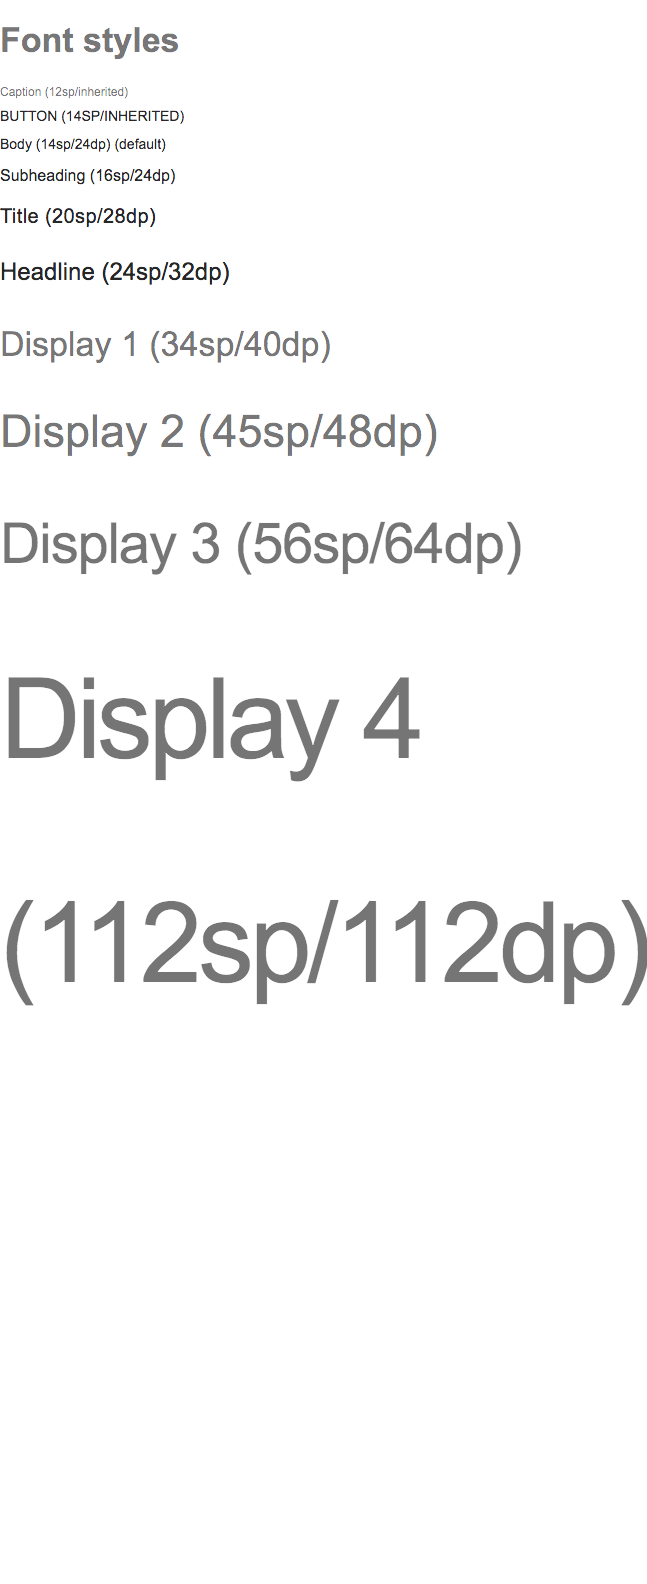 Font styles
Caption (12sp/inherited)
BUTTON (14SP/INHERITED)
Body (14sp/24dp) (default)
Subheading (16sp/24dp)
Title (20sp/28dp)
Headline (24sp/32dp)
Display 1 (34sp/40dp)
Display 2 (45sp/48dp)
Display 3 (56sp/64dp)
Display 4
(112sp/112dp)